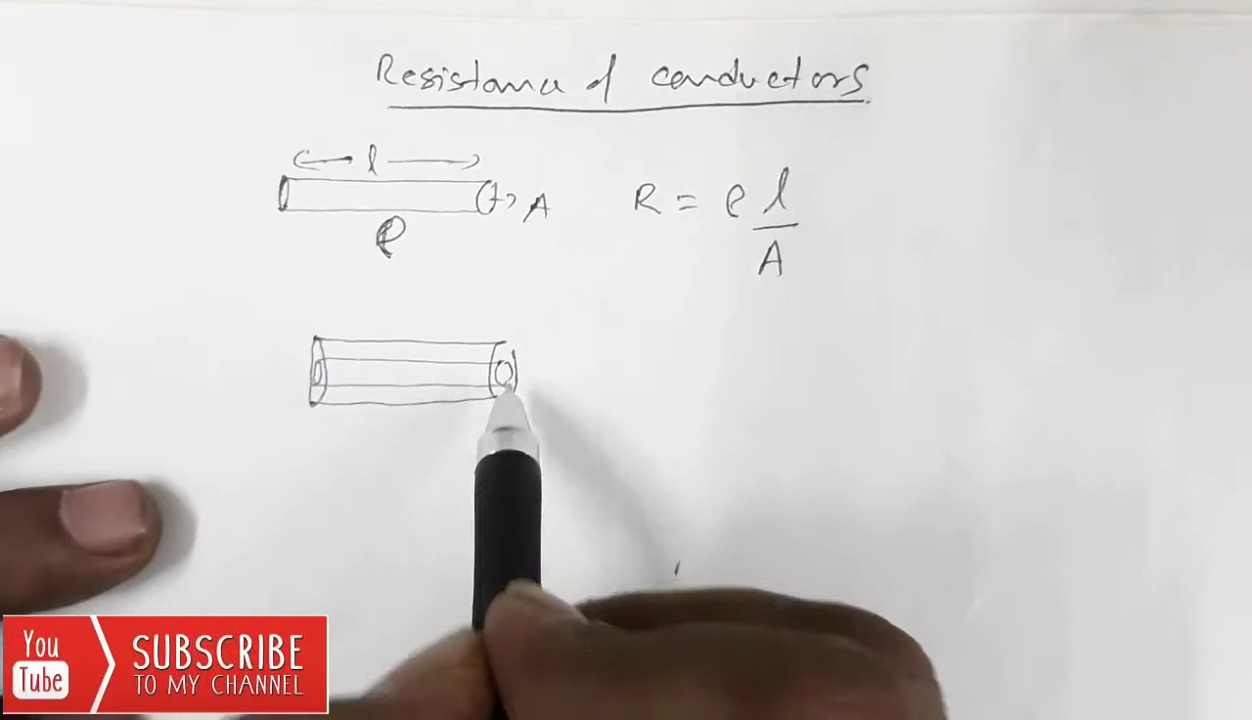 Resistance of conductors
l
A
ρ
R = ρ l
A
You
Tube
SUBSCRIBE
TO MY CHANNEL